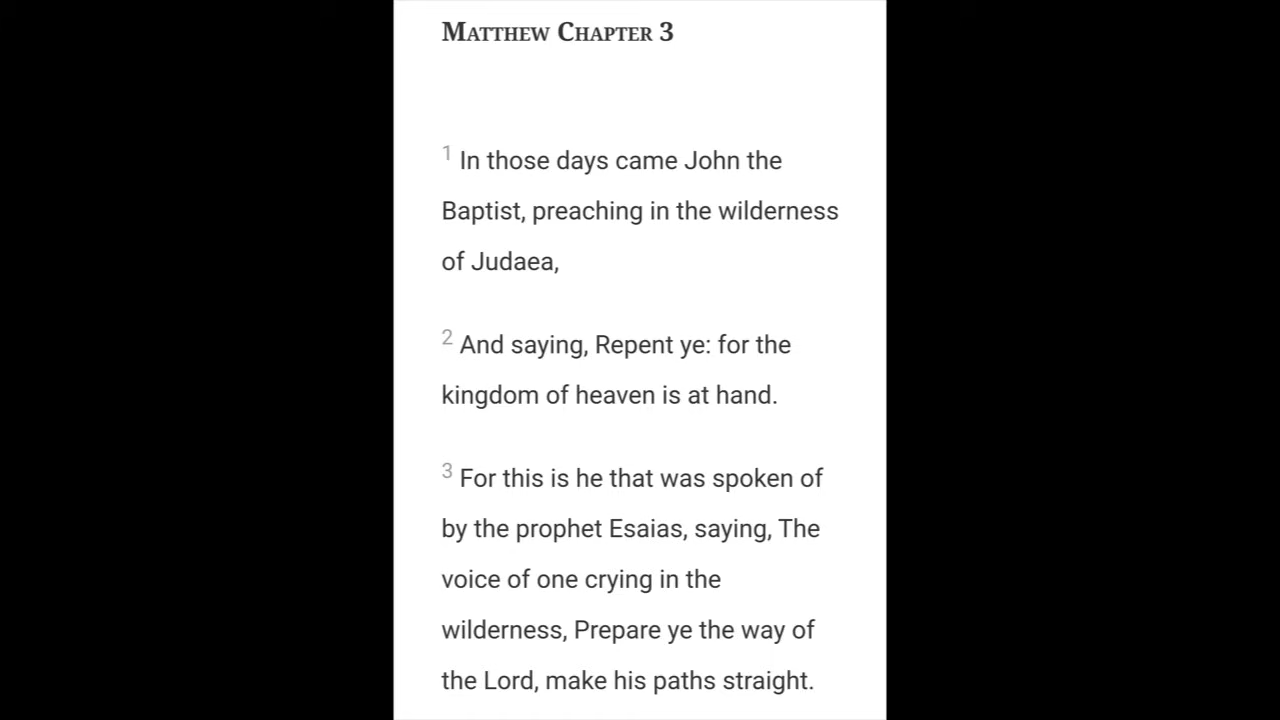 Matthew Chapter 3
1 In those days came John the
Baptist, preaching in the wilderness
of Judaea,
2 And saying, Repent ye: for the
kingdom of heaven is at hand.
3 For this is he that was spoken of
by the prophet Esaias, saying, The
voice of one crying in the
wilderness, Prepare ye the way of
the Lord, make his paths straight.